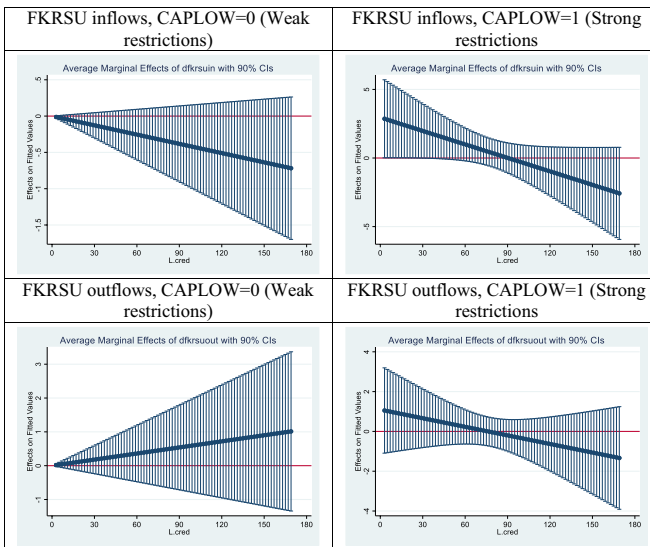 FKRSU inflows, CAPLOW=0 (Weak
restrictions)
FKRSU inflows, CAPLOW=1 (Strong
restrictions
Average Marginal Effects of dfkrsuin with 90% CIs
Effects on Fitted Values
.5
0
-.5
-1
-1.5
0 30 60 90 120 150 180
L.cred
Average Marginal Effects of dfkrsuin with 90% CIs
Effects on Fitted Values
5
0
-5
0 30 60 90 120 150 180
L.cred
FKRSU outflows, CAPLOW=0 (Weak
restrictions)
FKRSU outflows, CAPLOW=1 (Strong
restrictions
Average Marginal Effects of dfkrsuout with 90% CIs
Effects on Fitted Values
3
2
1
0
-1
0 30 60 90 120 150 180
L.cred
Average Marginal Effects of dfkrsuout with 90% CIs
Effects on Fitted Values
4
2
0
-2
-4
0 30 60 90 120 150 180
L.cred